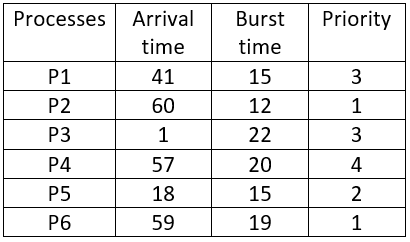 Processes Arrival time Burst time Priority
P1 41 15 3
P2 60 12 1
P3 1 22 3
P4 57 20 4
P5 18 15 2
P6 59 19 1